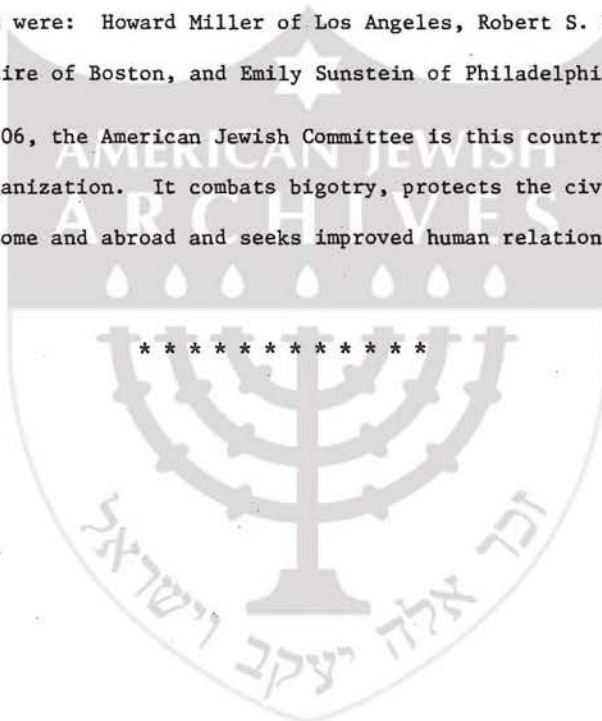 were: Howard Miller of Los Angeles, Robert S.
ire of Boston, and Emily Sunstein of Philadelphi
06, the American Jewish Committee is this countr
anization. It combats bigotry, protects the civ
ome and abroad and seeks improved human relation
* * * * * * * * * * * *
AMERICAN JEWISH
ARCHIVES
זכר אלה יעקב וישראל